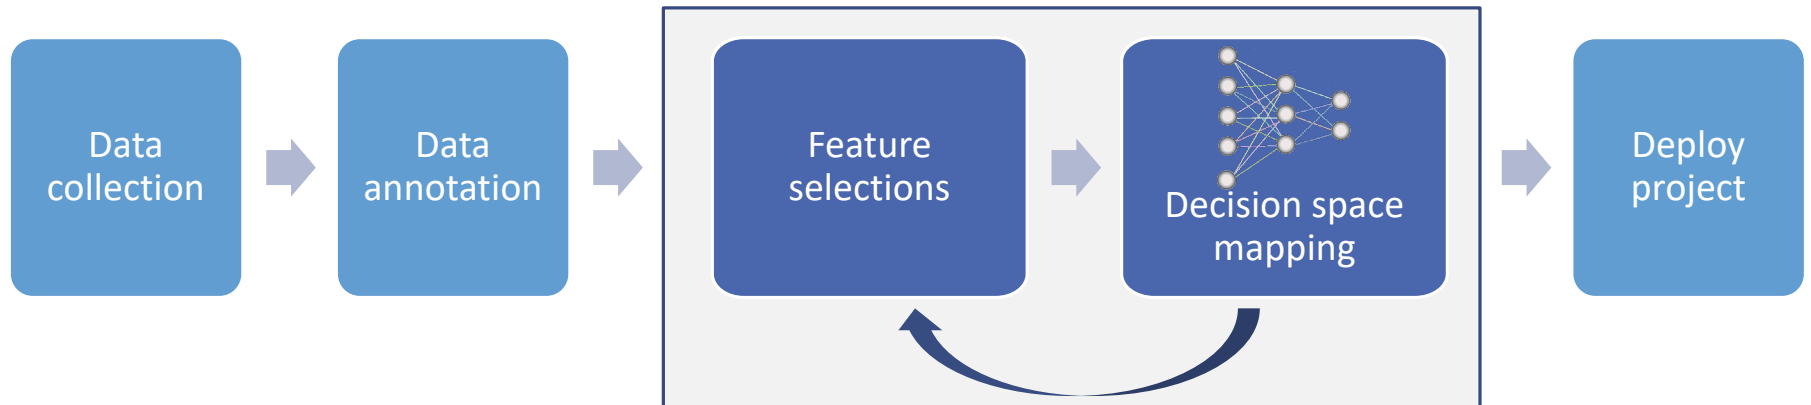 Data
collection
Data
annotation
Feature
selections
Decision space
mapping
Deploy
project